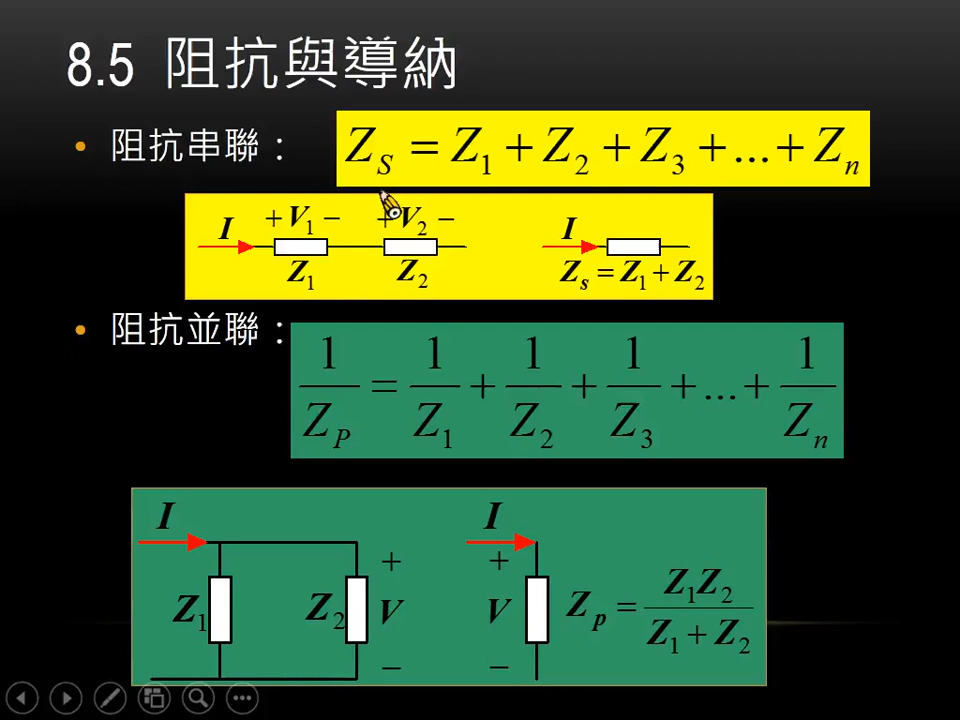 8.5 阻抗與導納
• 阻抗串聯： Z_S = Z_1 + Z_2 + Z_3 + ... + Z_n
I + V_1 − + V_2 − I
Z_1 Z_2 Z_s = Z_1 + Z_2
• 阻抗並聯： 1/Z_P = 1/Z_1 + 1/Z_2 + 1/Z_3 + ... + 1/Z_n
I I
Z_1 Z_2 + V − + V − Z_p = Z_1Z_2/(Z_1 + Z_2)